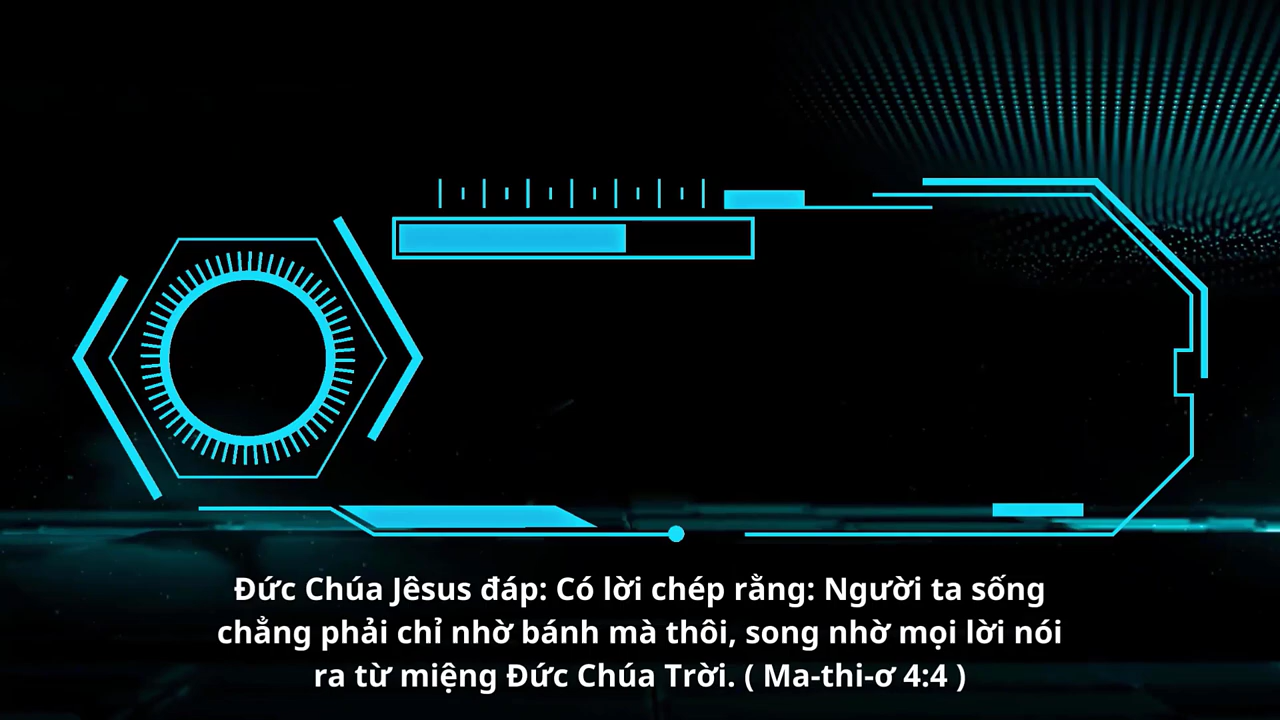 Đức Chúa Jêsus đáp: Có lời chép rằng: Người ta sống
chẳng phải chỉ nhờ bánh mà thôi, song nhờ mọi lời nói
ra từ miệng Đức Chúa Trời. ( Ma-thi-ơ 4:4 )